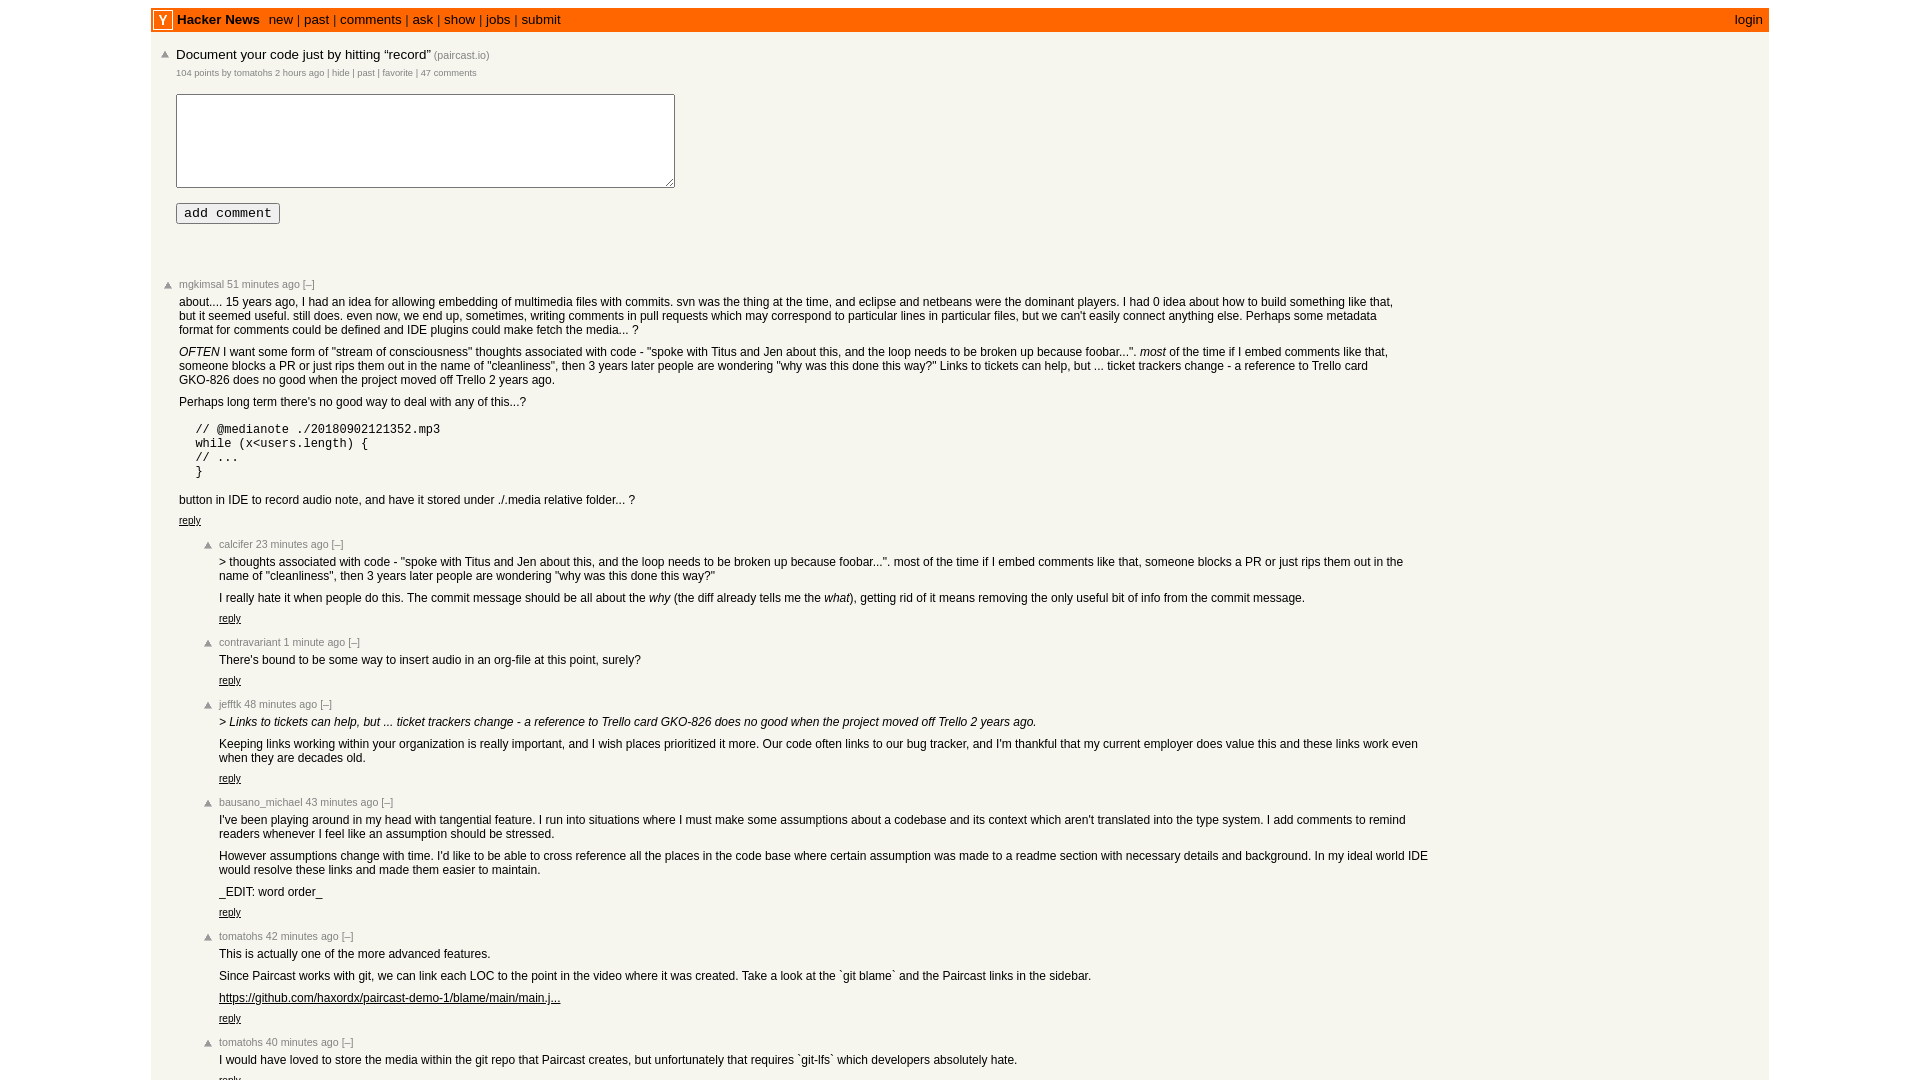 Y Hacker News new | past | comments | ask | show | jobs | submit login
Document your code just by hitting “record” (paircast.io)
104 points by tomatohs 2 hours ago | hide | past | favorite | 47 comments
add comment
mgkimsal 51 minutes ago [–]
about.... 15 years ago, I had an idea for allowing embedding of multimedia files with commits. svn was the thing at the time, and eclipse and netbeans were the dominant players. I had 0 idea about how to build something like that,
but it seemed useful. still does. even now, we end up, sometimes, writing comments in pull requests which may correspond to particular lines in particular files, but we can't easily connect anything else. Perhaps some metadata
format for comments could be defined and IDE plugins could make fetch the media... ?
OFTEN I want some form of "stream of consciousness" thoughts associated with code - "spoke with Titus and Jen about this, and the loop needs to be broken up because foobar...". most of the time if I embed comments like that,
someone blocks a PR or just rips them out in the name of "cleanliness", then 3 years later people are wondering "why was this done this way?" Links to tickets can help, but ... ticket trackers change - a reference to Trello card
GKO-826 does no good when the project moved off Trello 2 years ago.
Perhaps long term there's no good way to deal with any of this...?
// @medianote ./20180902121352.mp3
while (x<users.length) {
// ...
}
button in IDE to record audio note, and have it stored under ./.media relative folder... ?
reply
calcifer 23 minutes ago [–]
> thoughts associated with code - "spoke with Titus and Jen about this, and the loop needs to be broken up because foobar...". most of the time if I embed comments like that, someone blocks a PR or just rips them out in the
name of "cleanliness", then 3 years later people are wondering "why was this done this way?"
I really hate it when people do this. The commit message should be all about the why (the diff already tells me the what), getting rid of it means removing the only useful bit of info from the commit message.
reply
contravariant 1 minute ago [–]
There's bound to be some way to insert audio in an org-file at this point, surely?
reply
jefftk 48 minutes ago [–]
> Links to tickets can help, but ... ticket trackers change - a reference to Trello card GKO-826 does no good when the project moved off Trello 2 years ago.
Keeping links working within your organization is really important, and I wish places prioritized it more. Our code often links to our bug tracker, and I'm thankful that my current employer does value this and these links work even
when they are decades old.
reply
bausano_michael 43 minutes ago [–]
I've been playing around in my head with tangential feature. I run into situations where I must make some assumptions about a codebase and its context which aren't translated into the type system. I add comments to remind
readers whenever I feel like an assumption should be stressed.
However assumptions change with time. I'd like to be able to cross reference all the places in the code base where certain assumption was made to a readme section with necessary details and background. In my ideal world IDE
would resolve these links and made them easier to maintain.
_EDIT: word order_
reply
tomatohs 42 minutes ago [–]
This is actually one of the more advanced features.
Since Paircast works with git, we can link each LOC to the point in the video where it was created. Take a look at the `git blame` and the Paircast links in the sidebar.
https://github.com/haxordx/paircast-demo-1/blame/main/main.j...
reply
tomatohs 40 minutes ago [–]
I would have loved to store the media within the git repo that Paircast creates, but unfortunately that requires `git-lfs` which developers absolutely hate.
reply